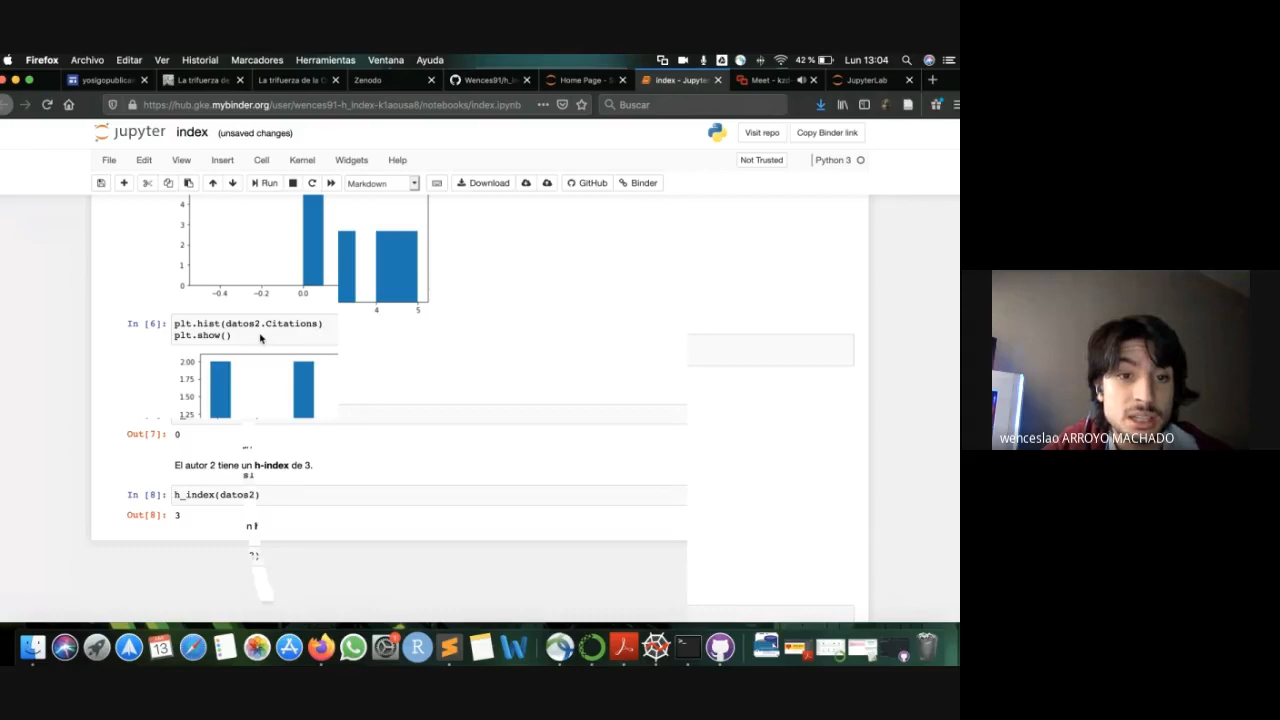 Firefox Archivo Editar Ver Historial Marcadores Herramientas Ventana Ayuda 42 % Lun 13:04
yosigopublica La trifuerza de La trifuerza de la C Zenodo Wences91/h_i Home Page - S index - Jupyte Meet - kzd JupyterLab
https://hub.gke.mybinder.org/user/wences91-h_index-k1aousa8/notebooks/index.ipynb Buscar
jupyter index (unsaved changes) Visit repo Copy Binder link
File Edit View Insert Cell Kernel Widgets Help Not Trusted Python 3
Run Markdown Download GitHub Binder
4
3
2
1
0
−0.4 −0.2 0.0 4 5
In [6]: plt.hist(datos2.Citations)
plt.show()
2.00
1.75
1.50
1.25
Out[7]: 0
El autor 2 tiene un h-index de 3.
In [8]: h_index(datos2)
Out[8]: 3
n h
2)
13
wenceslao ARROYO MACHADO